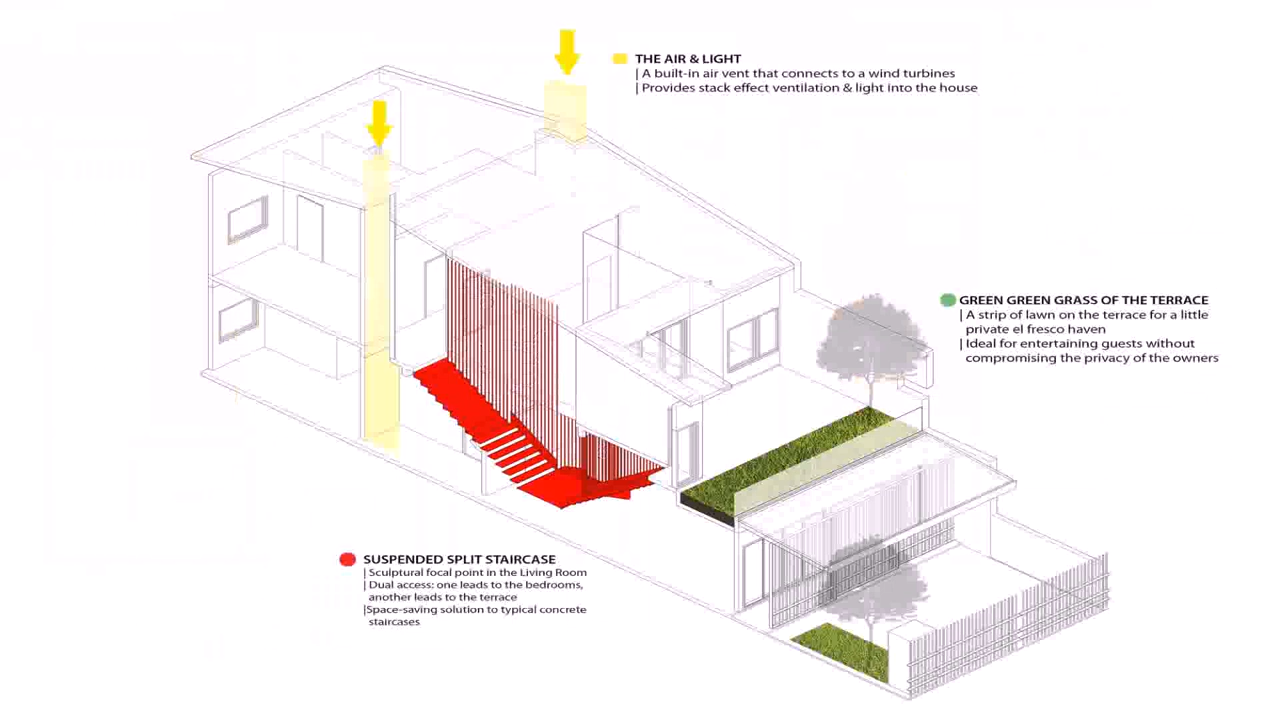 THE AIR & LIGHT
| A built-in air vent that connects to a wind turbines
| Provides stack effect ventilation & light into the house
GREEN GREEN GRASS OF THE TERRACE
| A strip of lawn on the terrace for a little
private el fresco haven
| Ideal for entertaining guests without
compromising the privacy of the owners
SUSPENDED SPLIT STAIRCASE
| Sculptural focal point in the Living Room
| Dual access: one leads to the bedrooms,
another leads to the terrace
|Space-saving solution to typical concrete
staircases